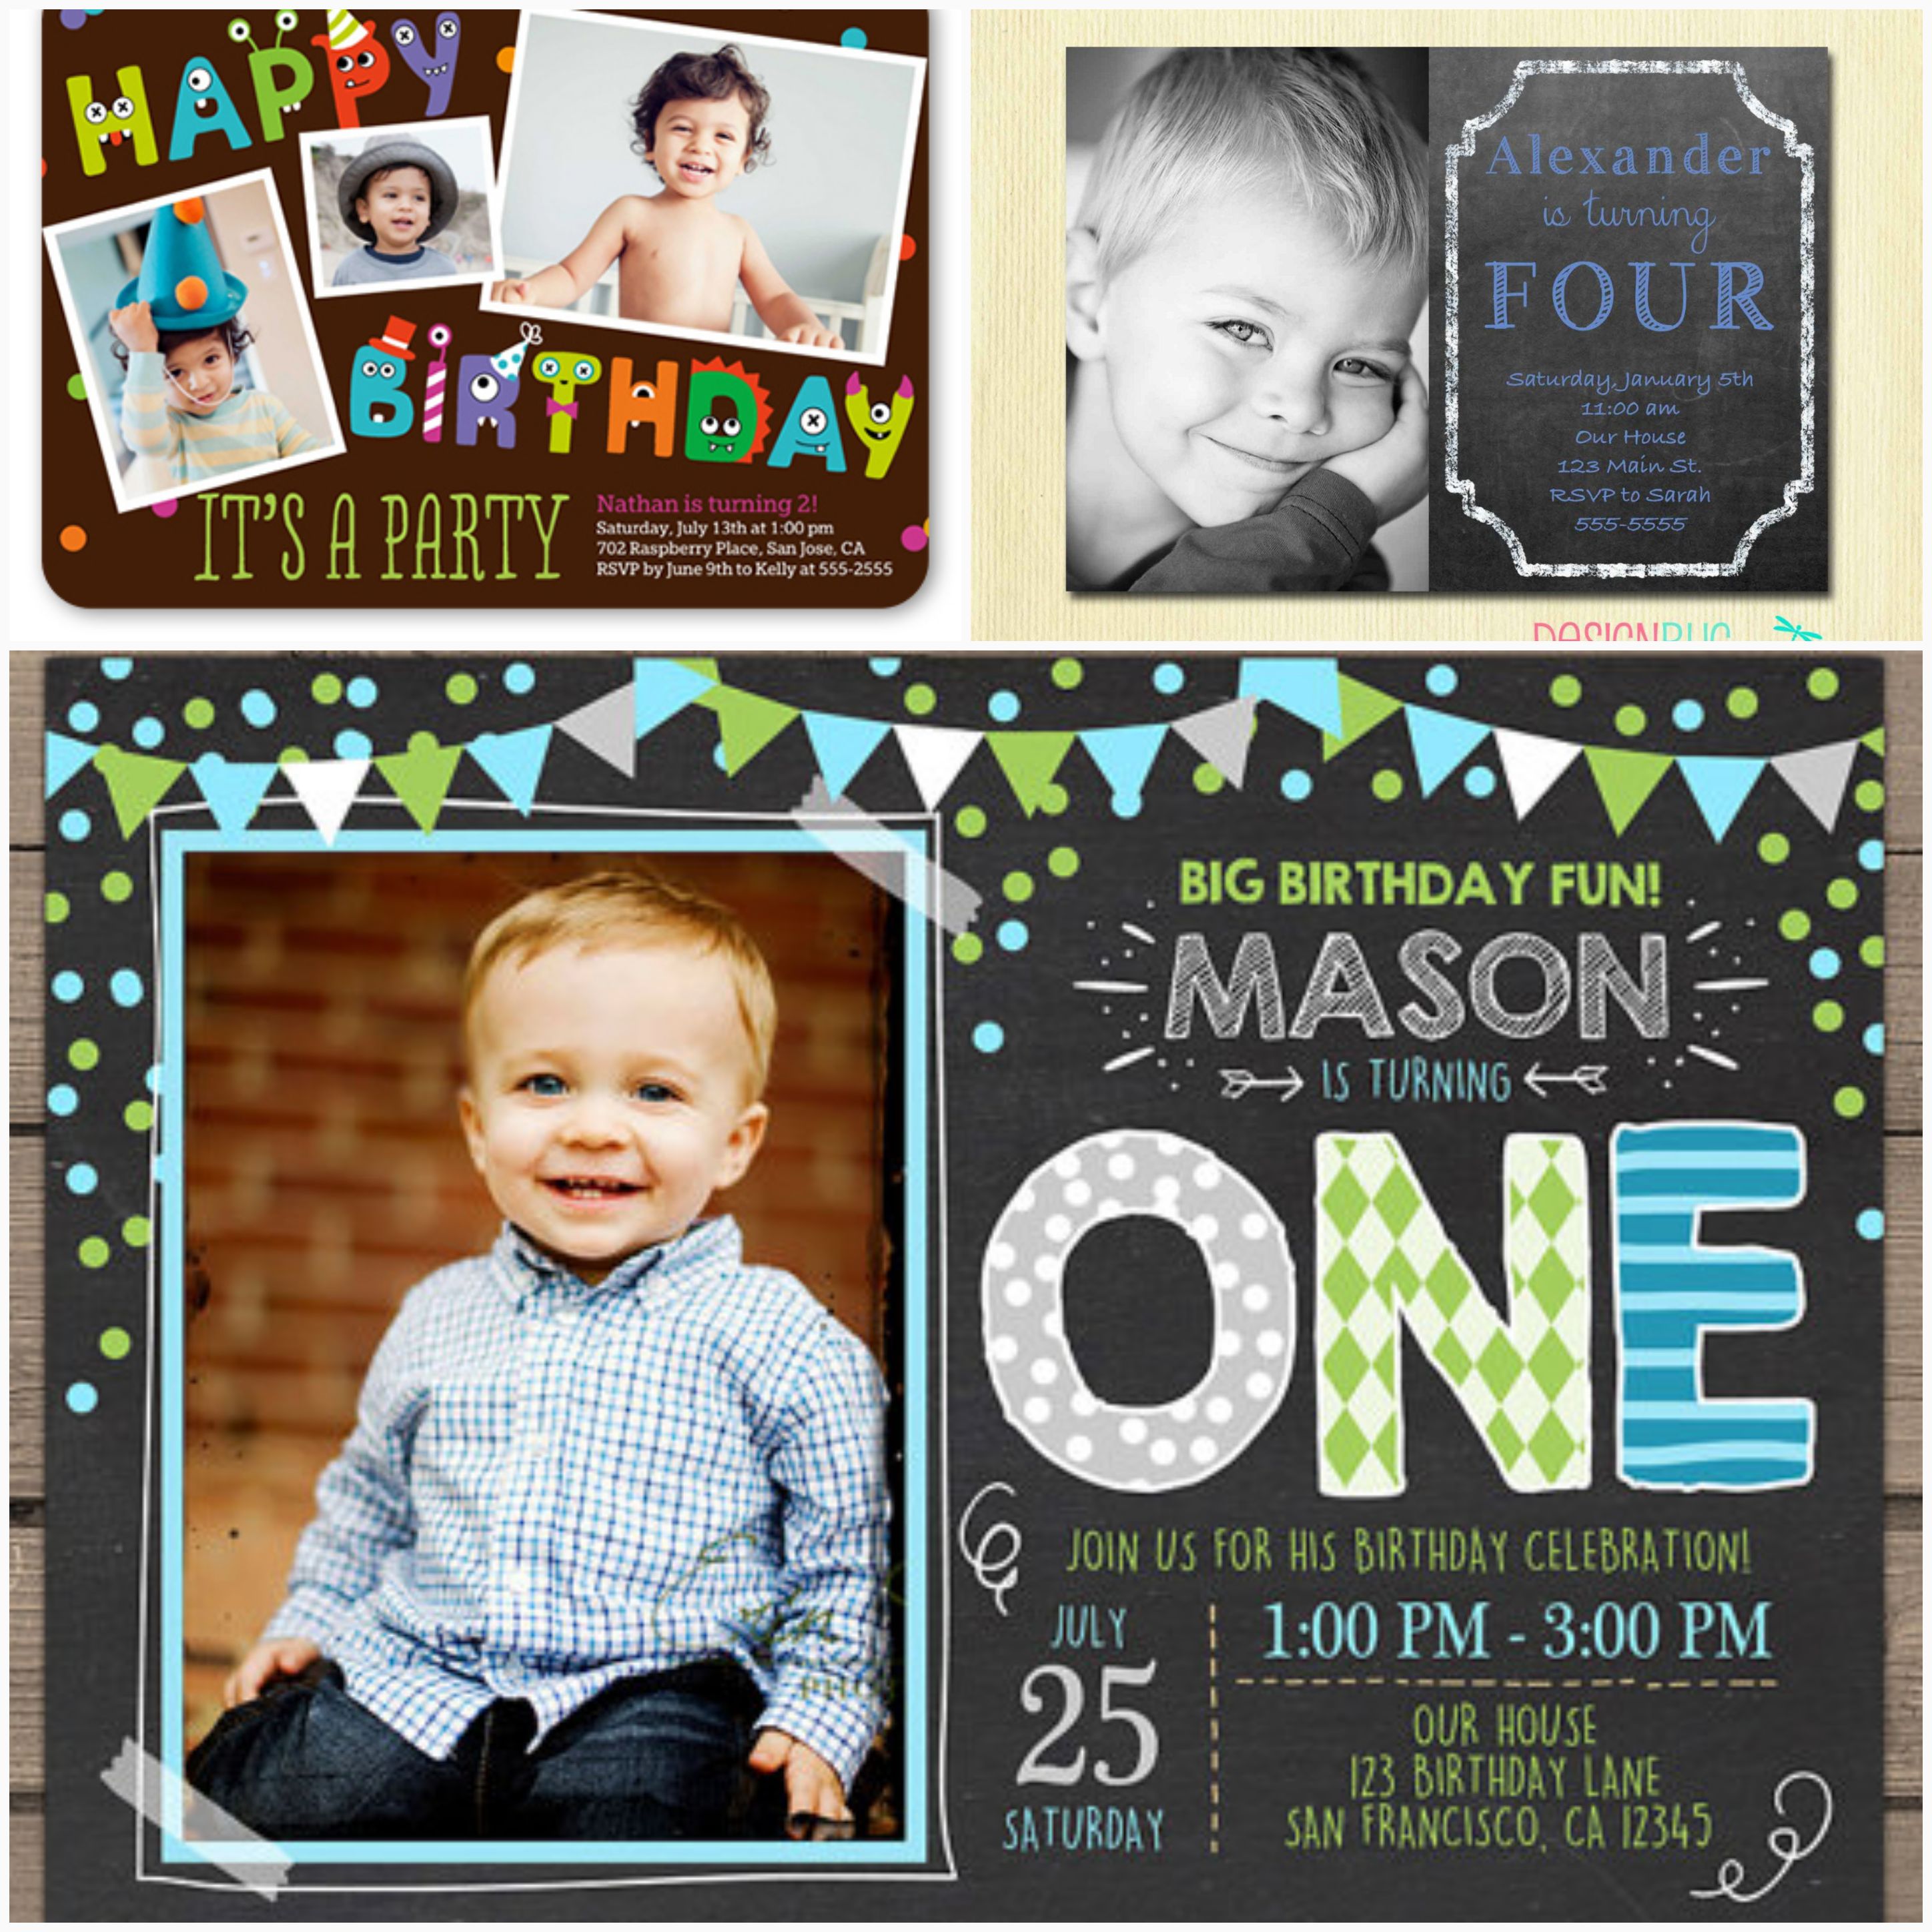 HAPPY
BIRTHDAY
IT'S A PARTY
Nathan is turning 2!
Saturday, July 13th at 1:00 pm
702 Raspberry Place, San Jose, CA
RSVP by June 9th to Kelly at 555-2555
Alexander
is turning
FOUR
Saturday, January 5th
11:00 am
Our House
123 Main St.
RSVP to Sarah
555-5555
DESIGNBUG
BIG BIRTHDAY FUN!
MASON
IS TURNING
ONE
JOIN US FOR HIS BIRTHDAY CELEBRATION!
JULY
25
SATURDAY
1:00 PM - 3:00 PM
OUR HOUSE
123 BIRTHDAY LANE
SAN FRANCISCO, CA 12345